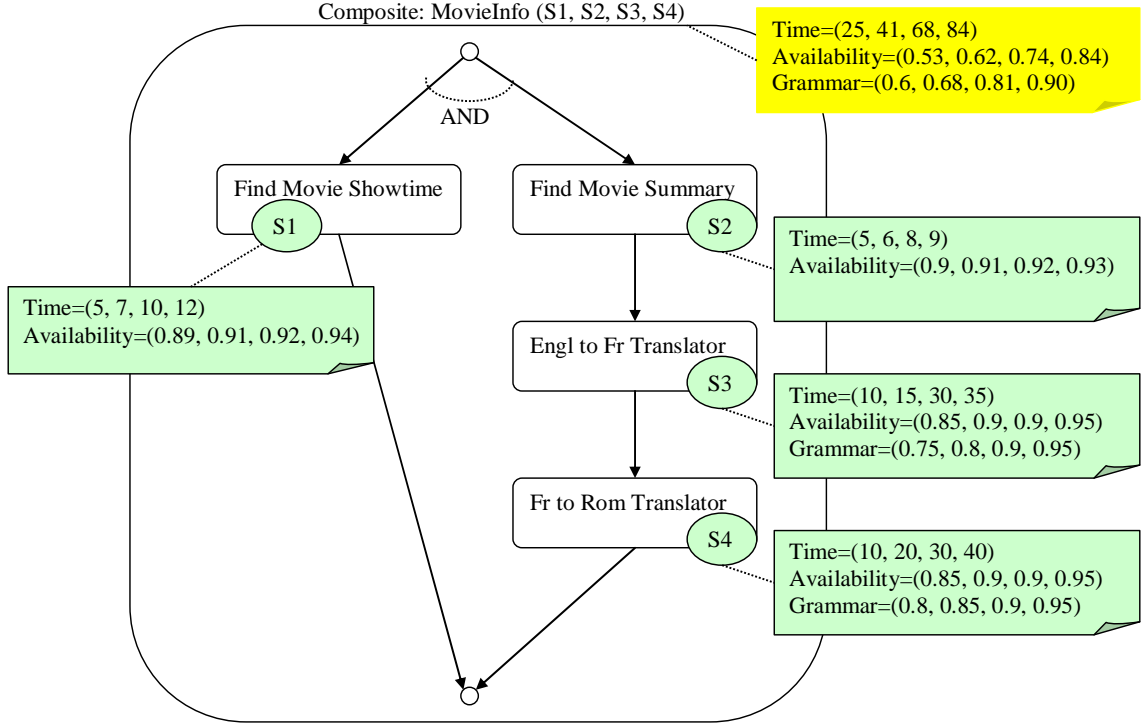 Composite: MovieInfo (S1, S2, S3, S4)
Time=(25, 41, 68, 84)
Availability=(0.53, 0.62, 0.74, 0.84)
Grammar=(0.6, 0.68, 0.81, 0.90)
AND
Find Movie Showtime
S1
Find Movie Summary
S2
Time=(5, 6, 8, 9)
Availability=(0.9, 0.91, 0.92, 0.93)
Time=(5, 7, 10, 12)
Availability=(0.89, 0.91, 0.92, 0.94)
Engl to Fr Translator
S3
Time=(10, 15, 30, 35)
Availability=(0.85, 0.9, 0.9, 0.95)
Grammar=(0.75, 0.8, 0.9, 0.95)
Fr to Rom Translator
S4
Time=(10, 20, 30, 40)
Availability=(0.85, 0.9, 0.9, 0.95)
Grammar=(0.8, 0.85, 0.9, 0.95)